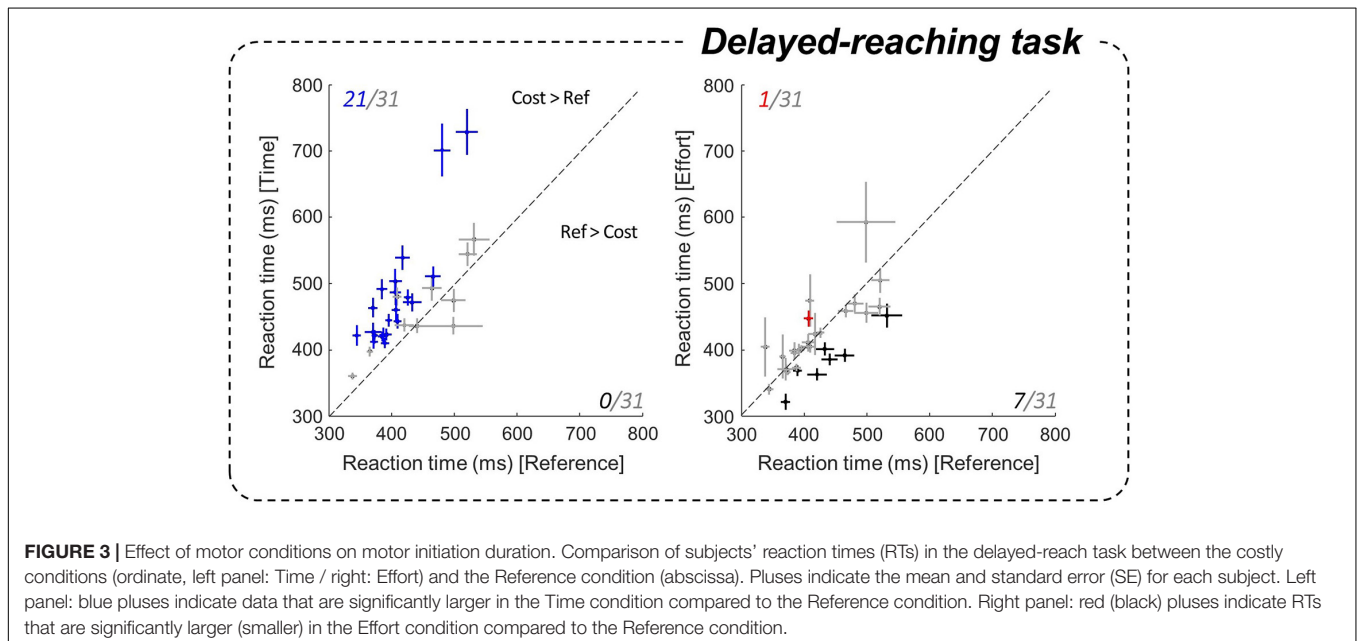 Delayed-reaching task
800
700
600
500
400
300
Reaction time (ms) [Time]
21/31
Cost > Ref
Ref > Cost
0/31
300 400 500 600 700 800
Reaction time (ms) [Reference]
800
700
600
500
400
300
Reaction time (ms) [Effort]
1/31
7/31
300 400 500 600 700 800
Reaction time (ms) [Reference]
FIGURE 3 | Effect of motor conditions on motor initiation duration. Comparison of subjects' reaction times (RTs) in the delayed-reach task between the costly
conditions (ordinate, left panel: Time / right: Effort) and the Reference condition (abscissa). Pluses indicate the mean and standard error (SE) for each subject. Left
panel: blue pluses indicate data that are significantly larger in the Time condition compared to the Reference condition. Right panel: red (black) pluses indicate RTs
that are significantly larger (smaller) in the Effort condition compared to the Reference condition.